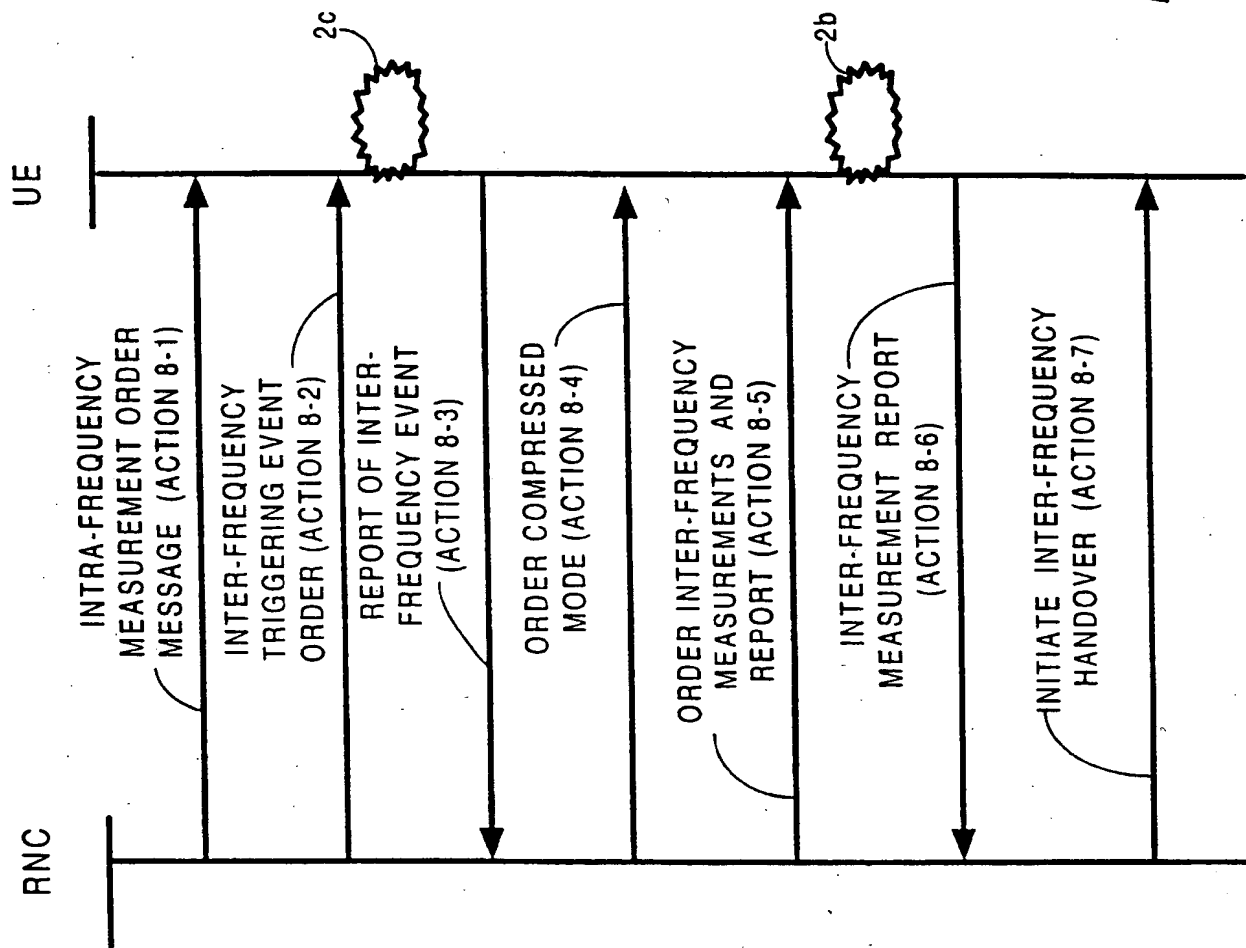 RNC
UE
INTRA-FREQUENCY
MEASUREMENT ORDER
MESSAGE (ACTION 8-1)
INTER-FREQUENCY
TRIGGERING EVENT
ORDER (ACTION 8-2)
2c
REPORT OF INTER-
FREQUENCY EVENT
(ACTION 8-3)
ORDER COMPRESSED
MODE (ACTION 8-4)
ORDER INTER-FREQUENCY
MEASUREMENTS AND
REPORT (ACTION 8-5)
2b
INTER-FREQUENCY
MEASUREMENT REPORT
(ACTION 8-6)
INITIATE INTER-FREQUENCY
HANDOVER (ACTION 8-7)